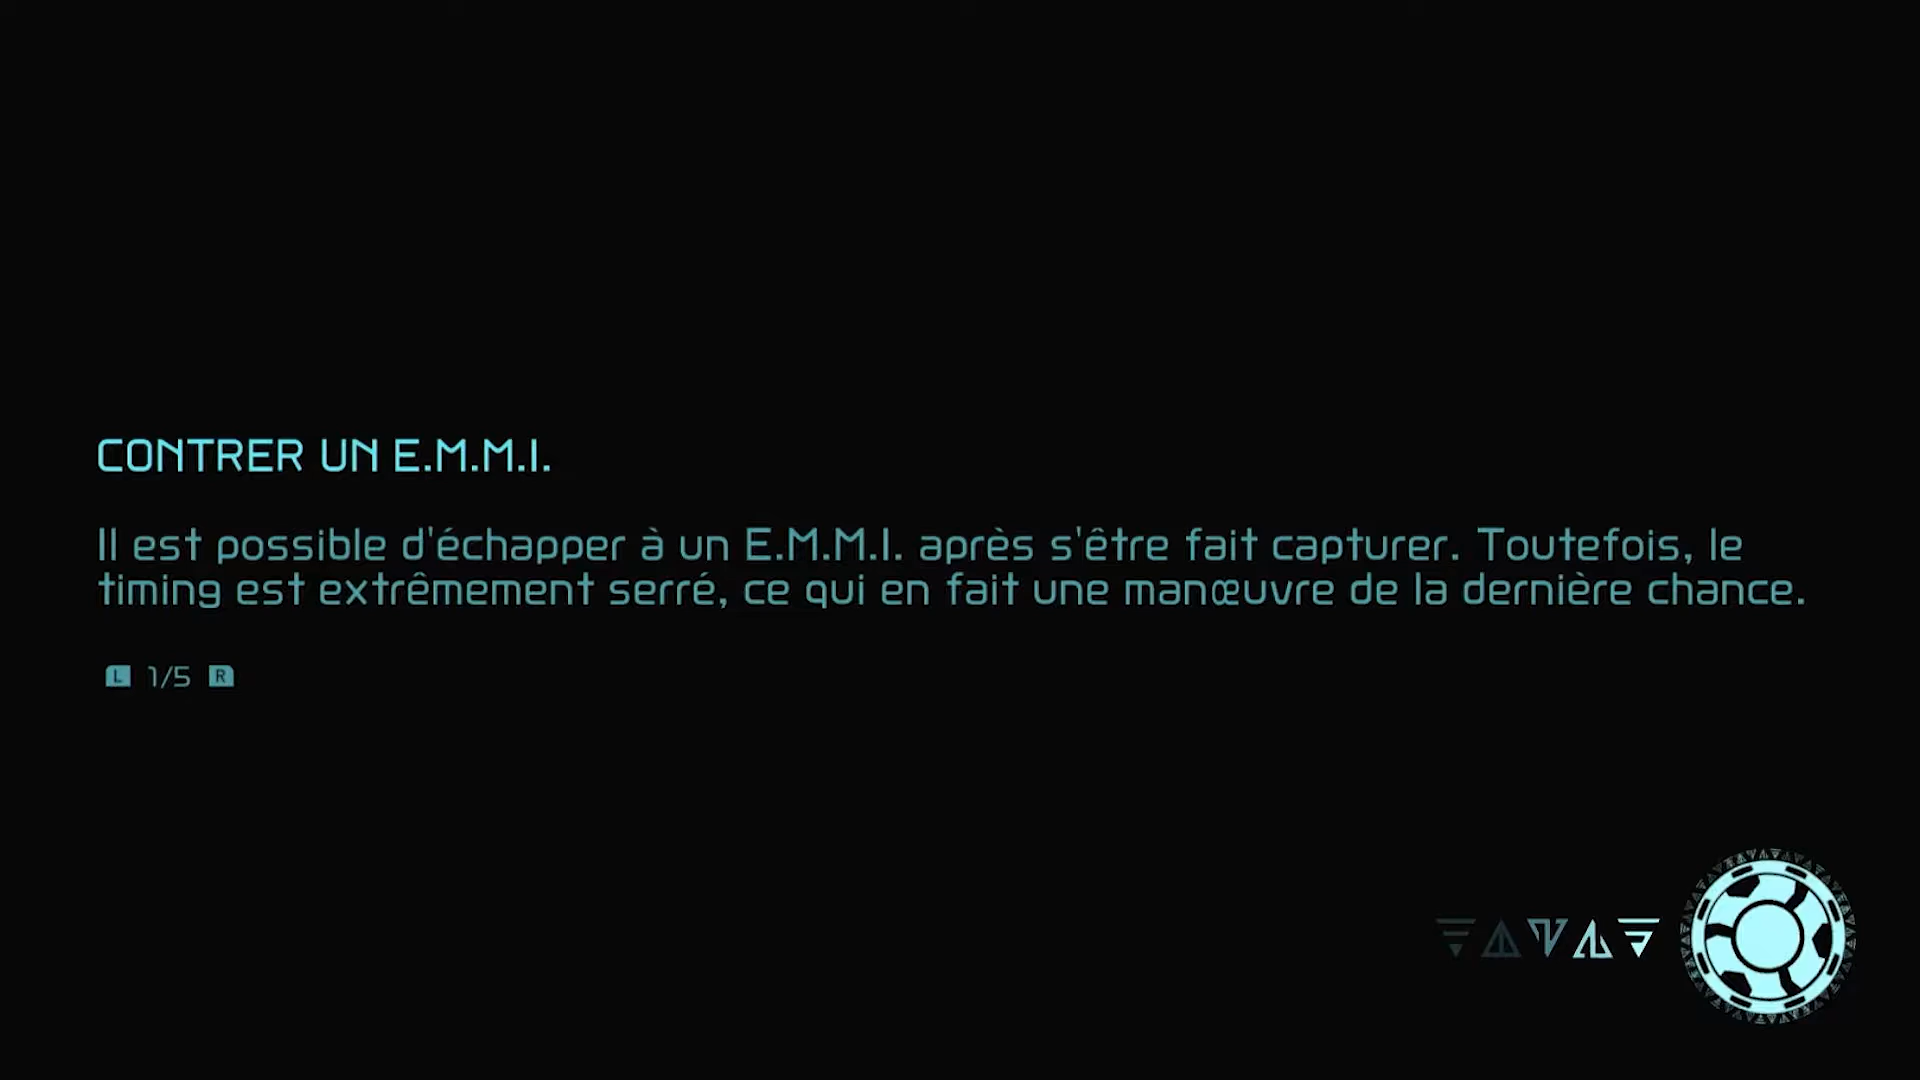 CONTRER UN E.M.M.I.
Il est possible d'échapper à un E.M.M.I. après s'être fait capturer. Toutefois, le
timing est extrêmement serré, ce qui en fait une manœuvre de la dernière chance.
L 1/5 R